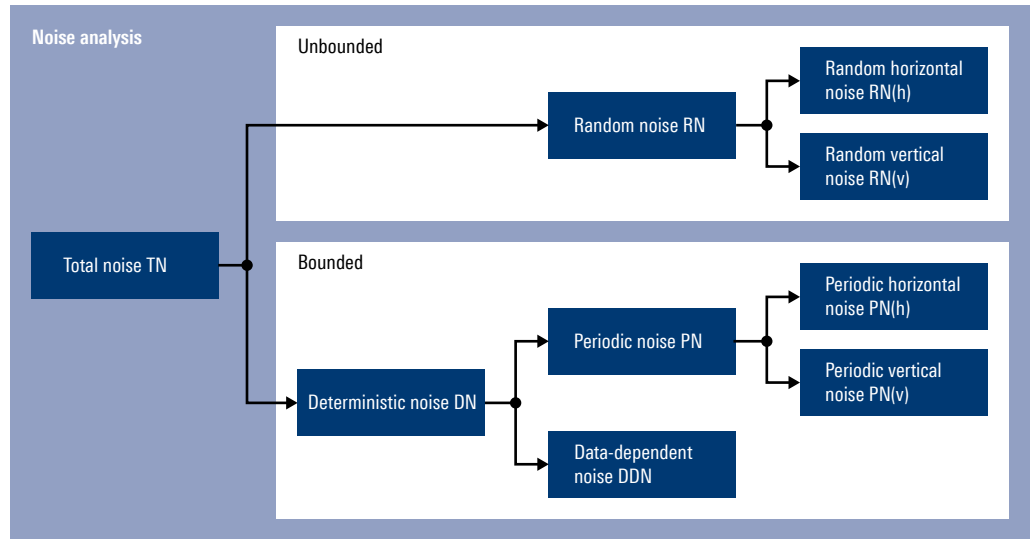 Noise analysis
Unbounded
Random noise RN
Random horizontal
noise RN(h)
Random vertical
noise RN(v)
Total noise TN
Bounded
Deterministic noise DN
Periodic noise PN
Data-dependent
noise DDN
Periodic horizontal
noise PN(h)
Periodic vertical
noise PN(v)